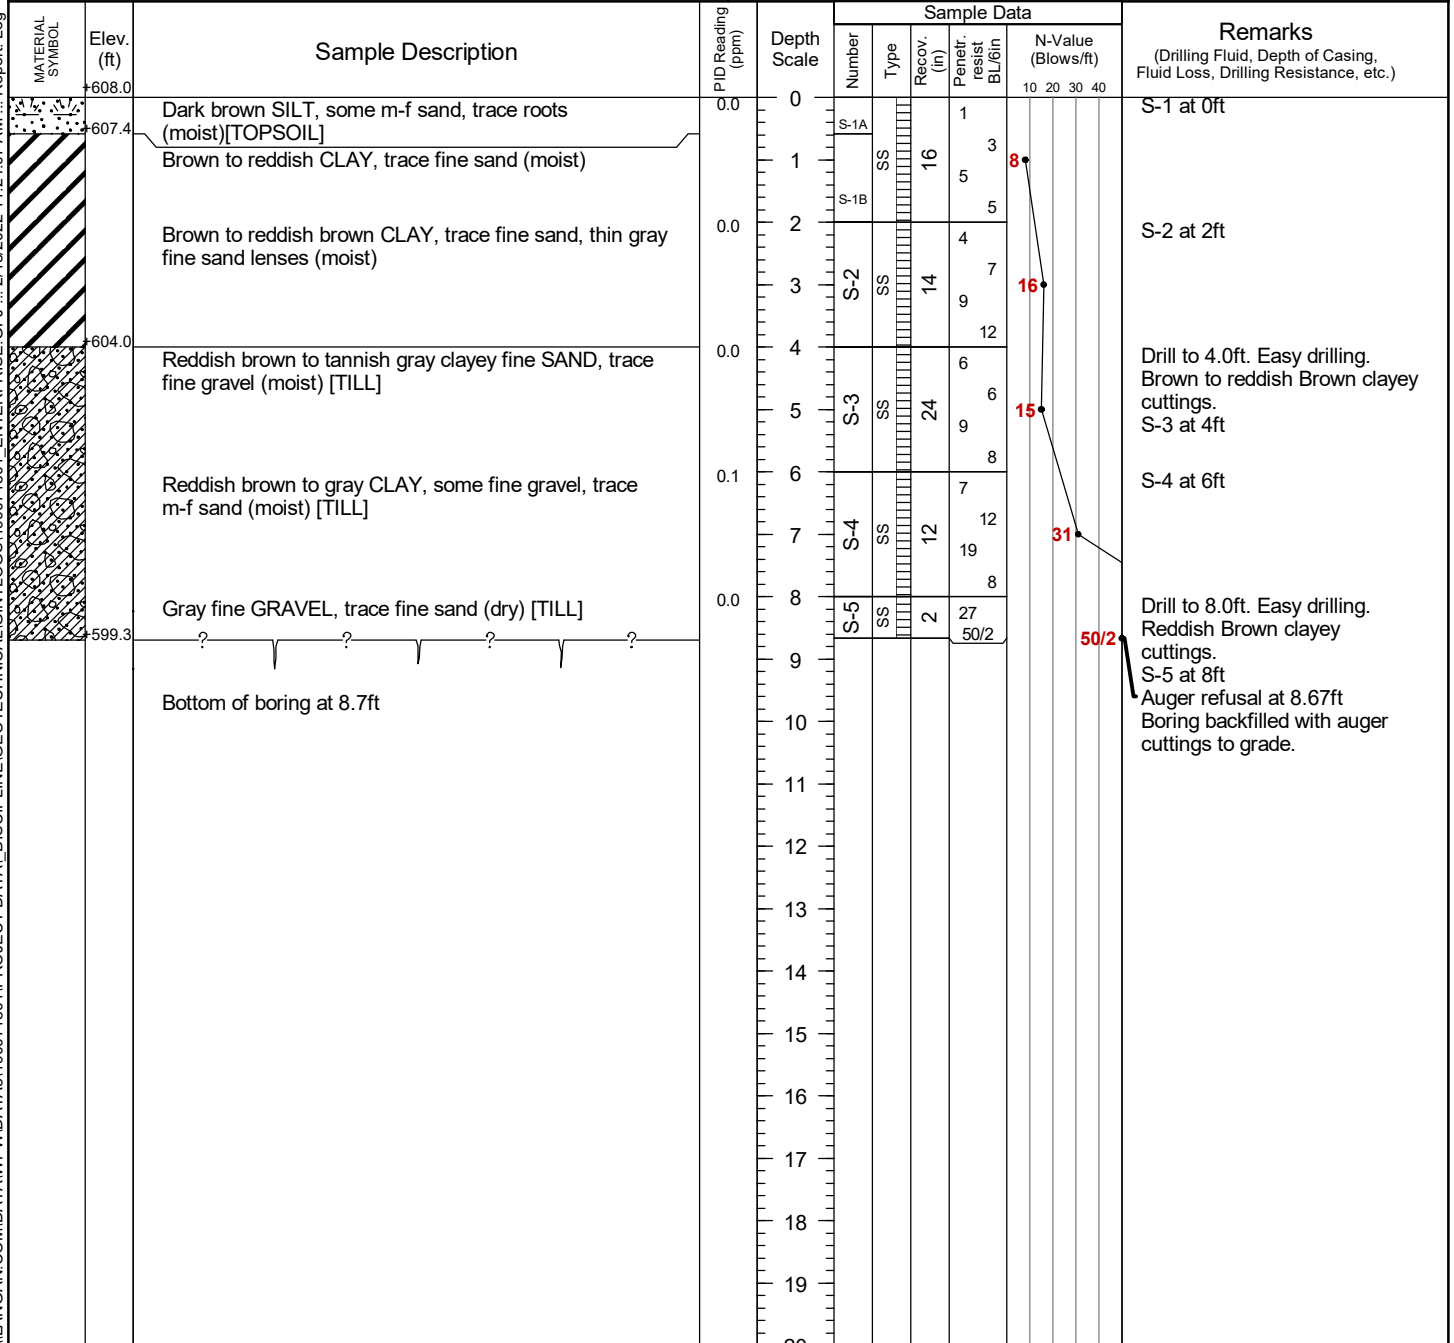 Sample Data
MATERIAL SYMBOL
Elev. (ft)
+608.0
Sample Description
PID Reading (ppm)
Depth Scale
Number
Type
Recov. (in)
Penetr. resist BL/6in
N-Value (Blows/ft)
10 20 30 40
Remarks
(Drilling Fluid, Depth of Casing,
Fluid Loss, Drilling Resistance, etc.)
Dark brown SILT, some m-f sand, trace roots
(moist)[TOPSOIL]
+607.4
Brown to reddish CLAY, trace fine sand (moist)
Brown to reddish brown CLAY, trace fine sand, thin gray
fine sand lenses (moist)
+604.0
Reddish brown to tannish gray clayey fine SAND, trace
fine gravel (moist) [TILL]
Reddish brown to gray CLAY, some fine gravel, trace
m-f sand (moist) [TILL]
Gray fine GRAVEL, trace fine sand (dry) [TILL]
+599.3
? ? ? ?
Bottom of boring at 8.7ft
0.0
0.0
0.0
0.1
0.0
0
1
2
3
4
5
6
7
8
9
10
11
12
13
14
15
16
17
18
19
S-1A
S-1B
SS
16
1
3
5
5
8
S-2
SS
14
4
7
9
12
16
S-3
SS
24
6
6
9
8
15
S-4
SS
12
7
12
19
8
31
S-5
SS
2
27
50/2
50/2
S-1 at 0ft
S-2 at 2ft
Drill to 4.0ft. Easy drilling.
Brown to reddish Brown clayey
cuttings.
S-3 at 4ft
S-4 at 6ft
Drill to 8.0ft. Easy drilling.
Reddish Brown clayey
cuttings.
S-5 at 8ft
Auger refusal at 8.67ft
Boring backfilled with auger
cuttings to grade.